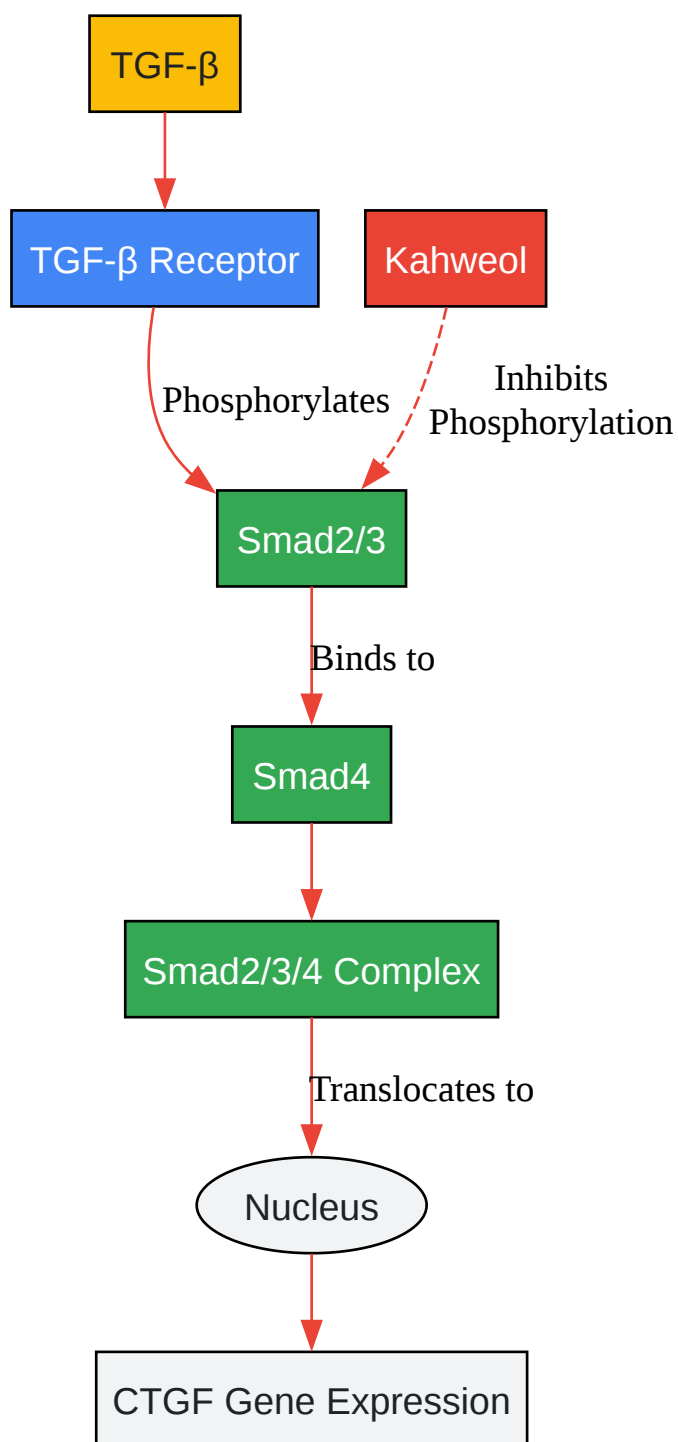 TGF-β
TGF-β Receptor
Kahweol
Phosphorylates
Inhibits
Phosphorylation
Smad2/3
Binds to
Smad4
Smad2/3/4 Complex
Translocates to
Nucleus
CTGF Gene Expression